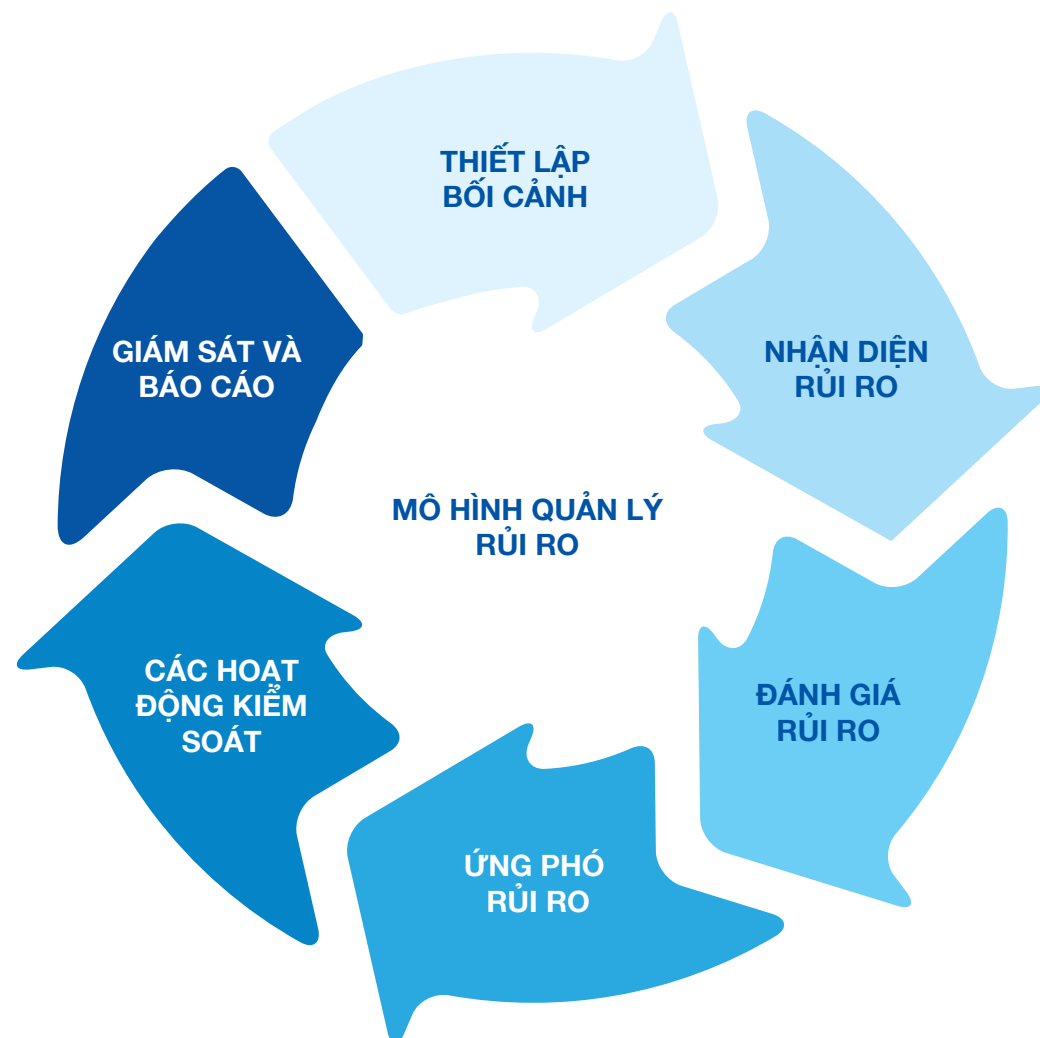 THIẾT LẬP
BỐI CẢNH
NHẬN DIỆN
RỦI RO
ĐÁNH GIÁ
RỦI RO
ỨNG PHÓ
RỦI RO
CÁC HOẠT
ĐỘNG KIỂM
SOÁT
GIÁM SÁT VÀ
BÁO CÁO
MÔ HÌNH QUẢN LÝ
RỦI RO